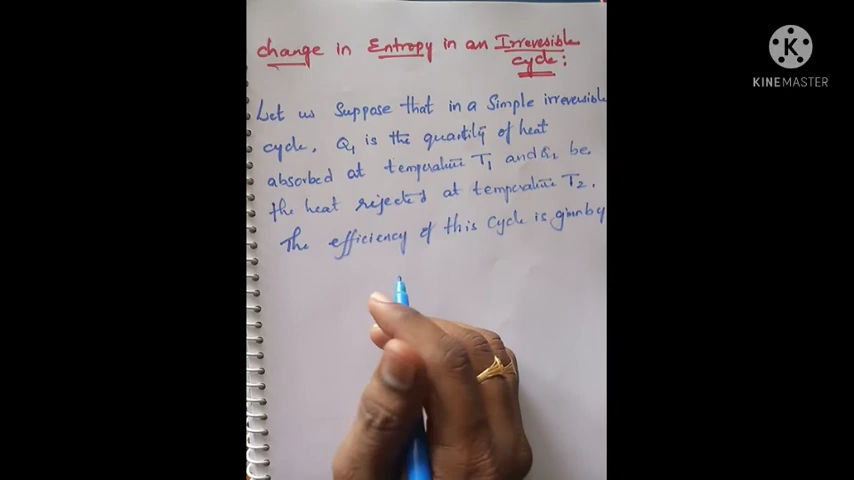 change in Entropy in an Irrevesible
cycle:
Let us Suppose that in a Simple irreversible
cycle, Q1 is the quantity of heat
absorbed at temperature T1 and Q2 be
the heat rejected at temperature T2.
The efficiency of this cycle is given by
K
KINEMASTER